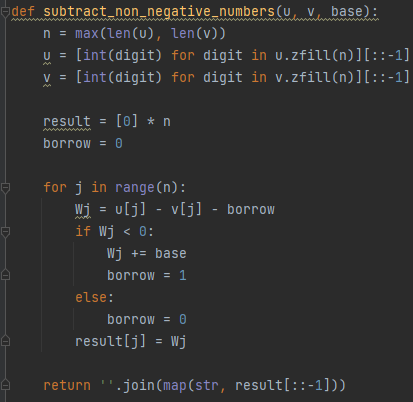 def subtract_non_negative_numbers(u, v, base):
    n = max(len(u), len(v))
    u = [int(digit) for digit in u.zfill(n)][::-1]
    v = [int(digit) for digit in v.zfill(n)][::-1]

    result = [0] * n
    borrow = 0

    for j in range(n):
        Wj = u[j] - v[j] - borrow
        if Wj < 0:
            Wj += base
            borrow = 1
        else:
            borrow = 0
        result[j] = Wj

    return ''.join(map(str, result[::-1]))